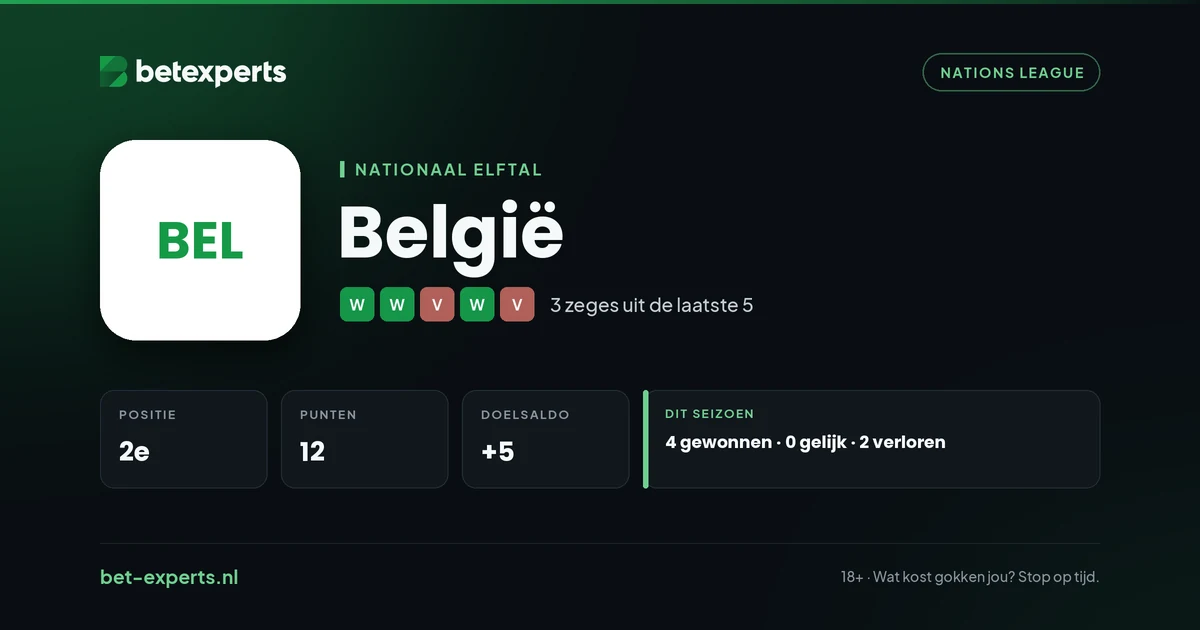 betexperts
NATIONS LEAGUE
BEL
NATIONAAL ELFTAL
België
W W V W V 3 zeges uit de laatste 5
POSITIE
2e
PUNTEN
12
DOELSALDO
+5
DIT SEIZOEN
4 gewonnen · 0 gelijk · 2 verloren
bet-experts.nl
18+ · Wat kost gokken jou? Stop op tijd.